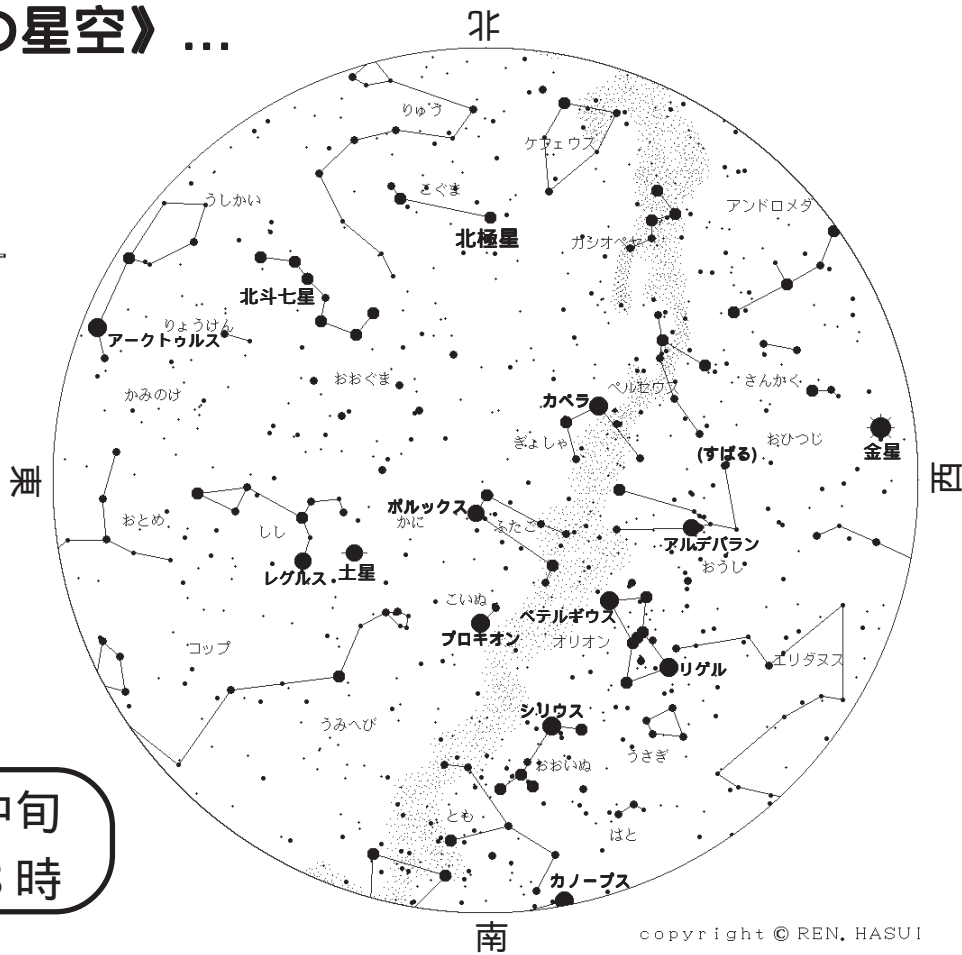 の星空》…
北
りゅう
ケフェウス
こぐま
うしかい
アンドロメダ
北極星
カシオペヤ
北斗七星
りょうけん
アークトゥルス
おおぐま
ペルセウス
さんかく
かみのけ
カペラ
ぎょしゃ
おひつじ
金星
(すばる)
東
西
ポルックス
かに
ふたご
おとめ
しし
アルデバラン
おうし
レグルス
土星
こいぬ
ベテルギウス
プロキオン
オリオン
コップ
エリダヌス
リゲル
シリウス
うみへび
おおいぬ
うさぎ
中旬
とも
はと
時
カノープス
南
copyright © REN. HASUI